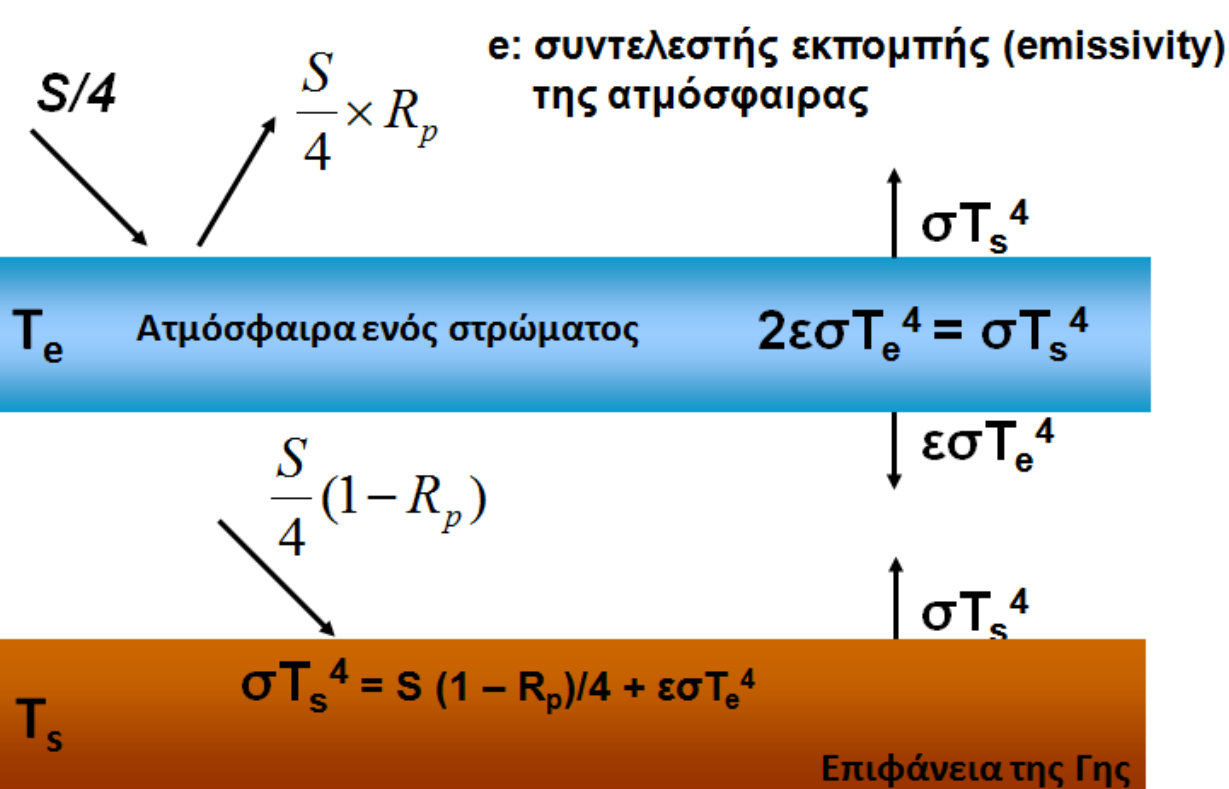 e: συντελεστής εκπομπής (emissivity)
της ατμόσφαιρας
S/4
S/4 × Rₚ
σTₛ⁴
Tₑ
Ατμόσφαιρα ενός στρώματος
2εσTₑ⁴ = σTₛ⁴
εσTₑ⁴
S/4 (1 − Rₚ)
σTₛ⁴
σTₛ⁴ = S (1 – Rₚ)/4 + εσTₑ⁴
Tₛ
Επιφάνεια της Γης